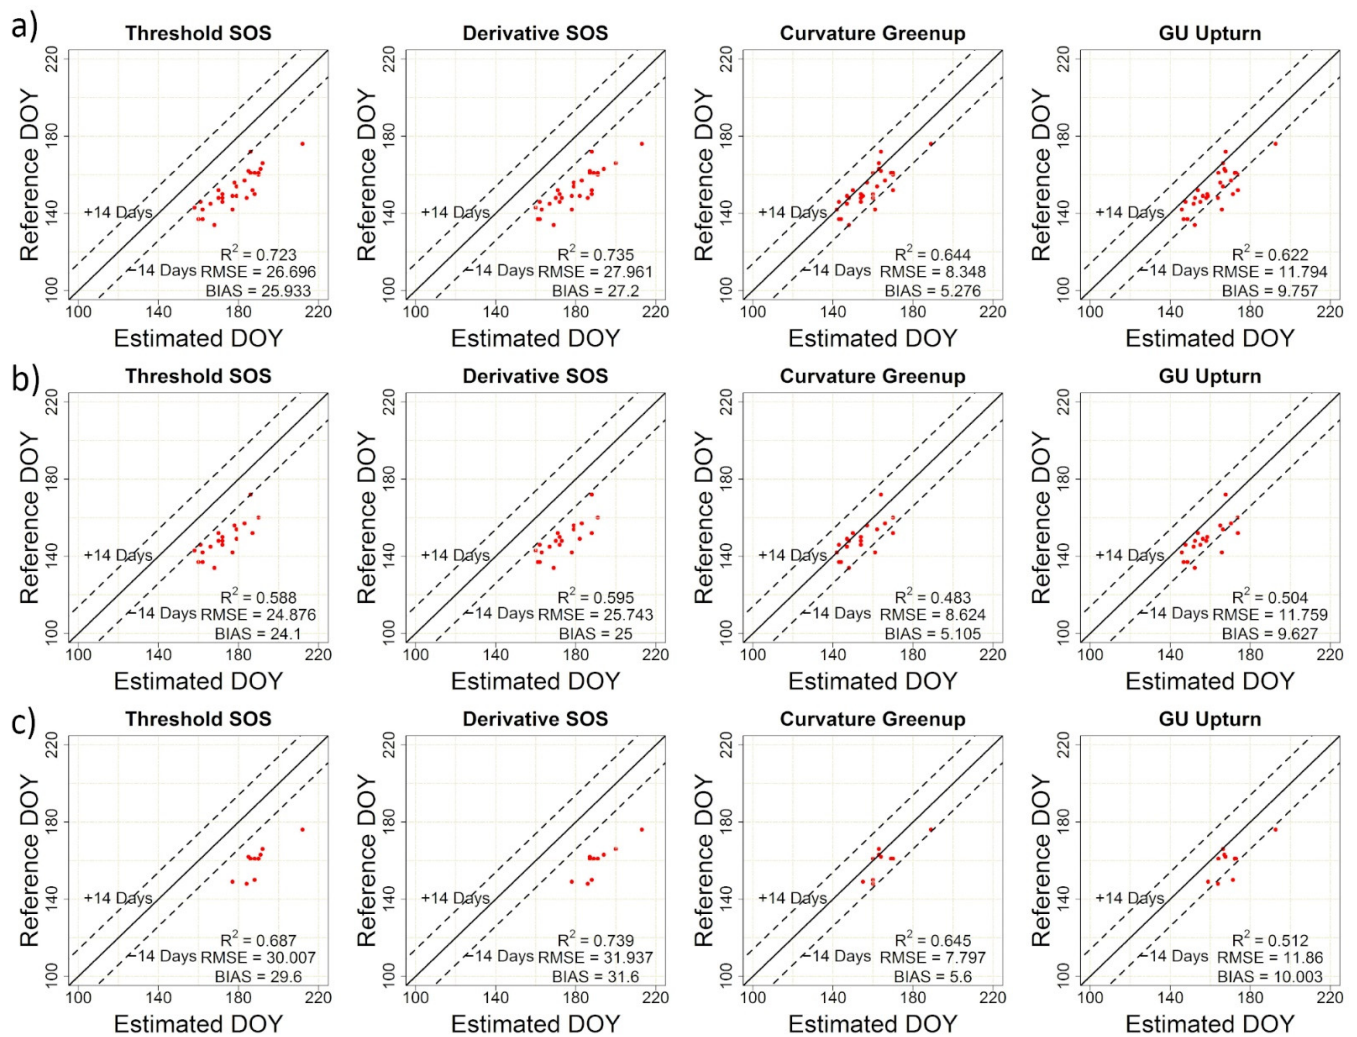 a)
Threshold SOS
Derivative SOS
Curvature Greenup
GU Upturn
Reference DOY
100 140 180 220
+14 Days
R² = 0.723
−14 Days RMSE = 26.696
BIAS = 25.933
100 140 180 220
Estimated DOY
Reference DOY
100 140 180 220
+14 Days
R² = 0.735
−14 Days RMSE = 27.961
BIAS = 27.2
100 140 180 220
Estimated DOY
Reference DOY
100 140 180 220
+14 Days
R² = 0.644
−14 Days RMSE = 8.348
BIAS = 5.276
100 140 180 220
Estimated DOY
Reference DOY
100 140 180 220
+14 Days
R² = 0.622
−14 Days RMSE = 11.794
BIAS = 9.757
100 140 180 220
Estimated DOY
b)
Threshold SOS
Derivative SOS
Curvature Greenup
GU Upturn
Reference DOY
100 140 180 220
+14 Days
R² = 0.588
−14 Days RMSE = 24.876
BIAS = 24.1
100 140 180 220
Estimated DOY
Reference DOY
100 140 180 220
+14 Days
R² = 0.595
−14 Days RMSE = 25.743
BIAS = 25
100 140 180 220
Estimated DOY
Reference DOY
100 140 180 220
+14 Days
R² = 0.483
−14 Days RMSE = 8.624
BIAS = 5.105
100 140 180 220
Estimated DOY
Reference DOY
100 140 180 220
+14 Days
R² = 0.504
−14 Days RMSE = 11.759
BIAS = 9.627
100 140 180 220
Estimated DOY
c)
Threshold SOS
Derivative SOS
Curvature Greenup
GU Upturn
Reference DOY
100 140 180 220
+14 Days
R² = 0.687
−14 Days RMSE = 30.007
BIAS = 29.6
100 140 180 220
Estimated DOY
Reference DOY
100 140 180 220
+14 Days
R² = 0.739
−14 Days RMSE = 31.937
BIAS = 31.6
100 140 180 220
Estimated DOY
Reference DOY
100 140 180 220
+14 Days
R² = 0.645
−14 Days RMSE = 7.797
BIAS = 5.6
100 140 180 220
Estimated DOY
Reference DOY
100 140 180 220
+14 Days
R² = 0.512
−14 Days RMSE = 11.86
BIAS = 10.003
100 140 180 220
Estimated DOY